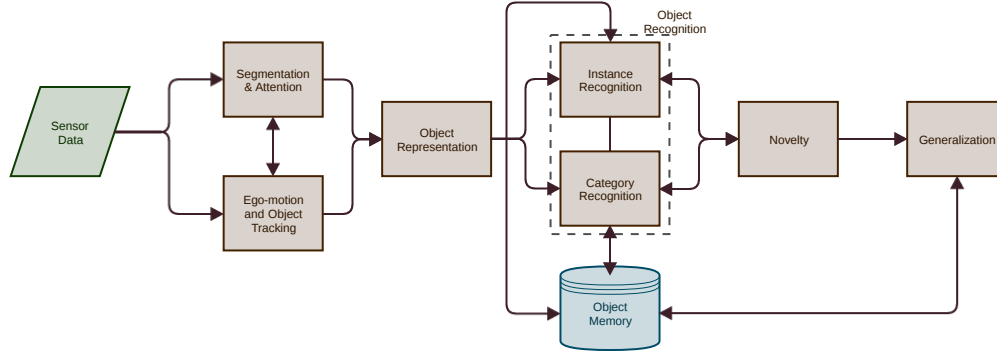 Sensor
Data
Segmentation
& Attention
Ego-motion
and Object
Tracking
Object
Representation
Object
Recognition
Instance
Recognition
Category
Recognition
Object
Memory
Novelty
Generalization